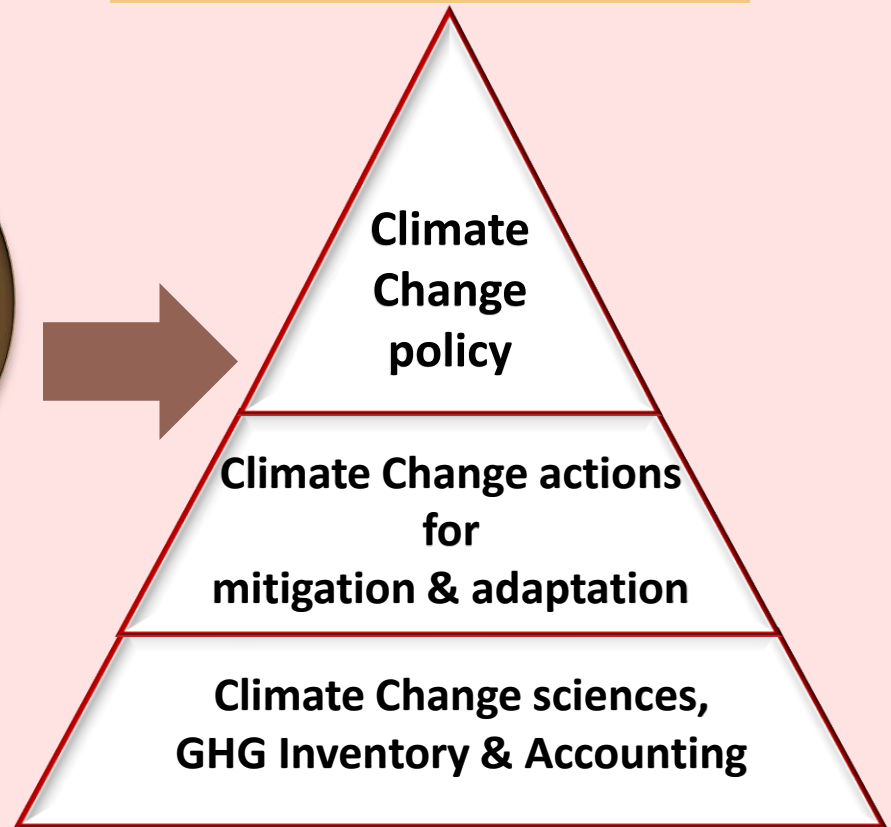 Climate
Change
policy
Climate Change actions
for
mitigation & adaptation
Climate Change sciences,
GHG Inventory & Accounting